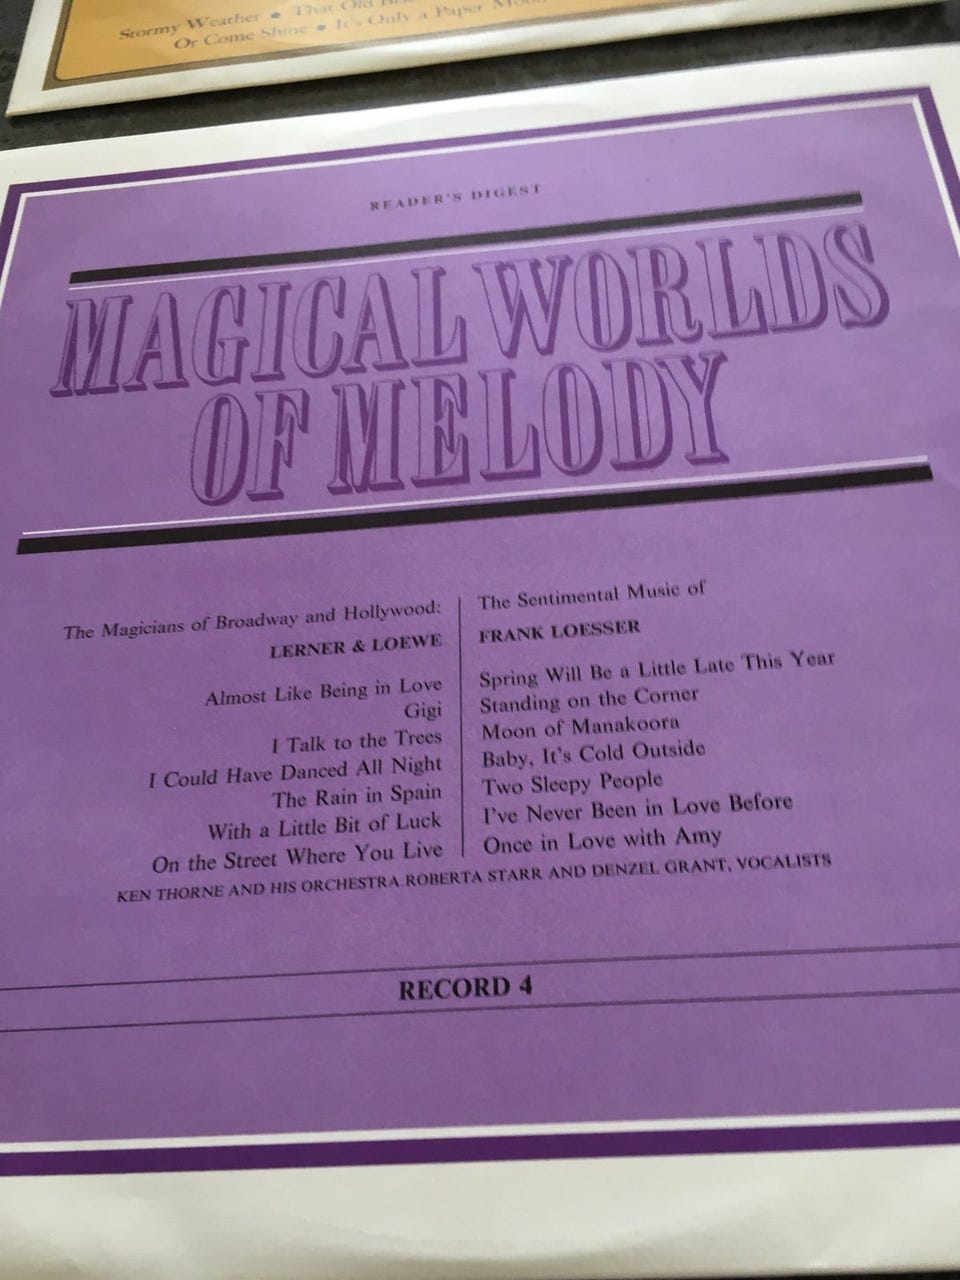 Stormy Weather • That Old
Or Come Shine • It's Only a Paper Moon
READER'S DIGEST
MAGICAL WORLDS
OF MELODY
The Magicians of Broadway and Hollywood:
LERNER & LOEWE
Almost Like Being in Love
Gigi
I Talk to the Trees
I Could Have Danced All Night
The Rain in Spain
With a Little Bit of Luck
On the Street Where You Live
The Sentimental Music of
FRANK LOESSER
Spring Will Be a Little Late This Year
Standing on the Corner
Moon of Manakoora
Baby, It's Cold Outside
Two Sleepy People
I've Never Been in Love Before
Once in Love with Amy
KEN THORNE AND HIS ORCHESTRA. ROBERTA STARR AND DENZEL GRANT, VOCALISTS
RECORD 4